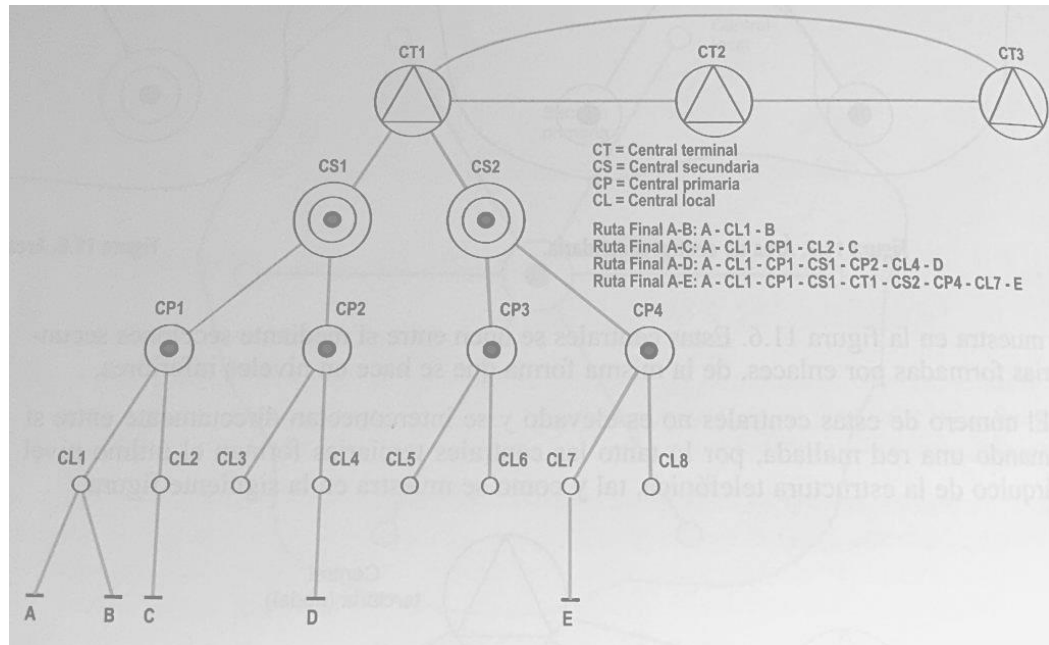 CT1
CT2
CT3
CT = Central terminal
CS = Central secundaria
CP = Central primaria
CL = Central local
CS1
CS2
Ruta Final A-B: A - CL1 - B
Ruta Final A-C: A - CL1 - CP1 - CL2 - C
Ruta Final A-D: A - CL1 - CP1 - CS1 - CP2 - CL4 - D
Ruta Final A-E: A - CL1 - CP1 - CS1 - CT1 - CS2 - CP4 - CL7 - E
CP1
CP2
CP3
CP4
CL1
CL2
CL3
CL4
CL5
CL6
CL7
CL8
A
B
C
D
E